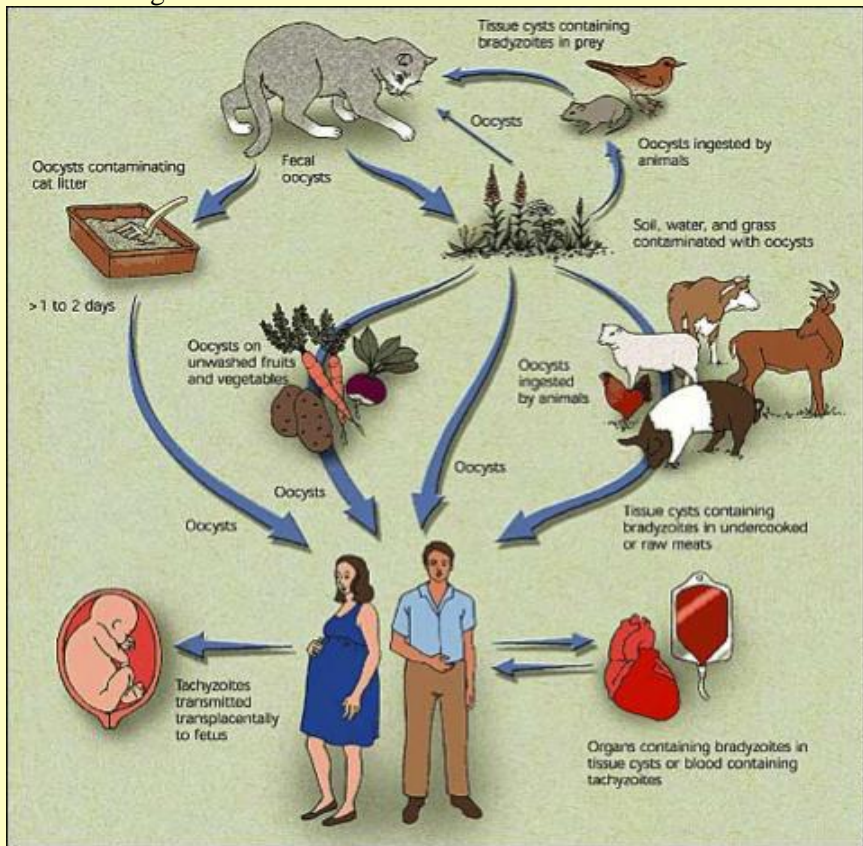 Tissue cysts containing
bradyzoites in prey
Oocysts
Oocysts ingested by
animals
Oocysts contaminating
cat litter
Fecal
oocysts
Soil, water, and grass
contaminated with oocysts
>1 to 2 days
Oocysts on
unwashed fruits
and vegetables
Oocysts
ingested
by animals
Oocysts
Oocysts
Oocysts
Tissue cysts containing
bradyzoites in undercooked
or raw meats
Tachyzoites
transmitted
transplacentally
to fetus
Organs containing bradyzoites in
tissue cysts or blood containing
tachyzoites